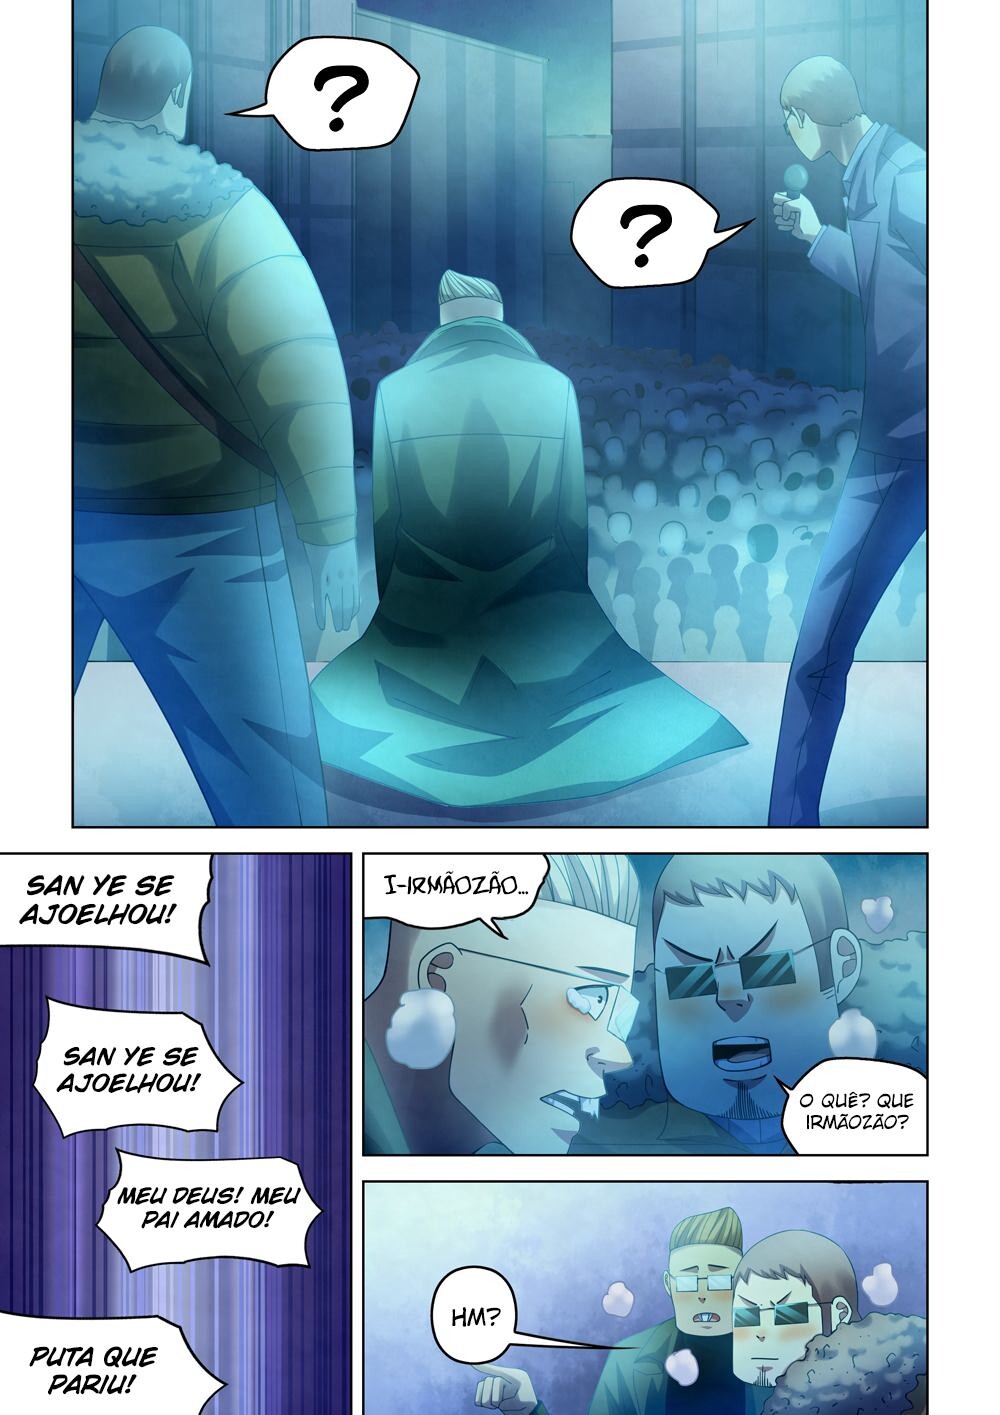 ?
?
SAN YE SE
AJOELHOU!
SAN YE SE
AJOELHOU!
MEU DEUS! MEU
PAI AMADO!
PUTA QUE
PARIU!
I-IRMÃOZÃO...
O QUÊ? QUE
IRMÃOZÃO?
HM?